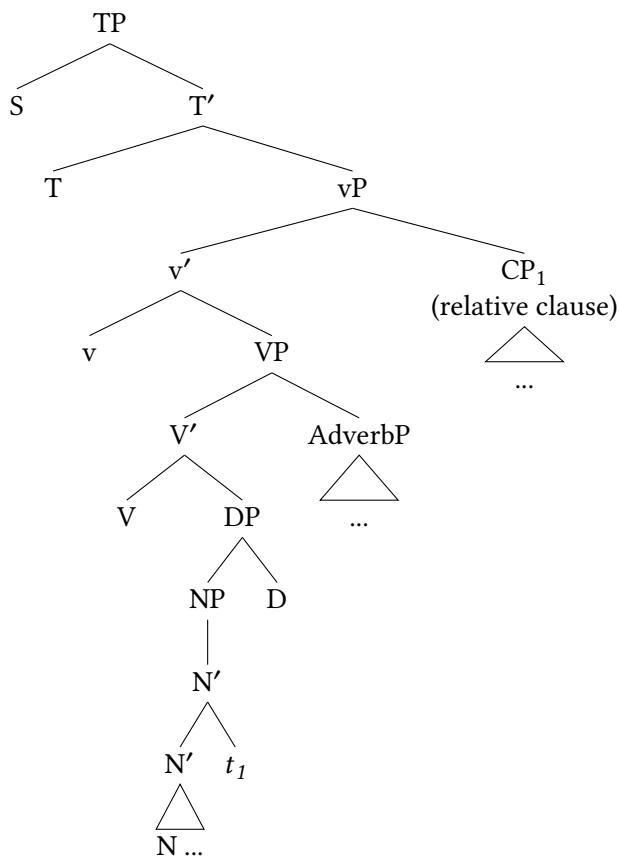 TP
S T′
T vP
v′ CP₁
(relative clause)
v VP
...
V′ AdverbP
V DP ...
NP D
N′
N′ t₁
N ...